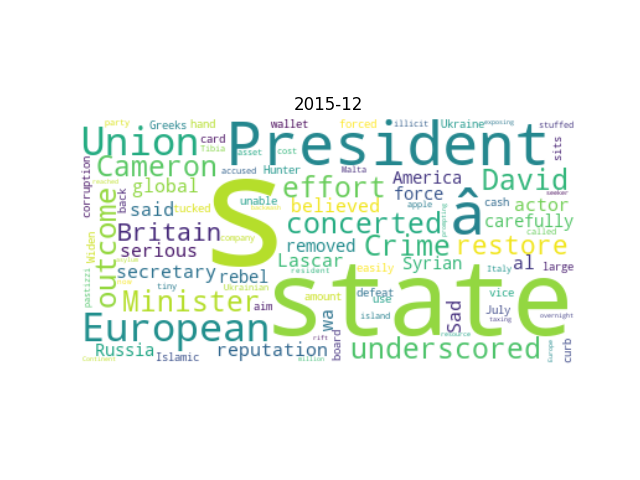 2015-12
party Greeks hand wallet forced illicit Ukraine exposing stuffed
Union card President sits
Cameron asset cost accused Hunter Tibia Malta America David
corruption back global S effort force â cash actor
outcome said tucked unable believed apple carefully
Widen Britain company concerted called
serious removed Crime restore
secretary rebel Lascar Syrian Italy al large
pastizzi tiny Ukrainian resident easily vice
Minister aim amount defeat use state
European wa island Sad July taxing overnight
Russia Islamic reputation rift board underscored resource Europe curb
Continent billion